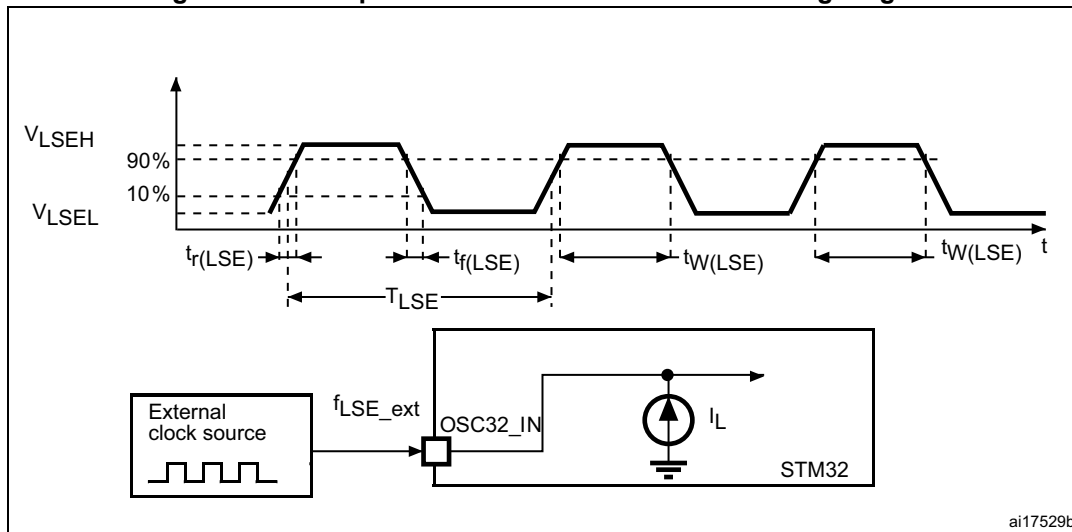 V_LSEH
90%
10%
V_LSEL
t_r(LSE)
t_f(LSE)
t_W(LSE)
t_W(LSE)
t
T_LSE
f_LSE_ext
External
clock source
OSC32_IN
I_L
STM32
ai17529b